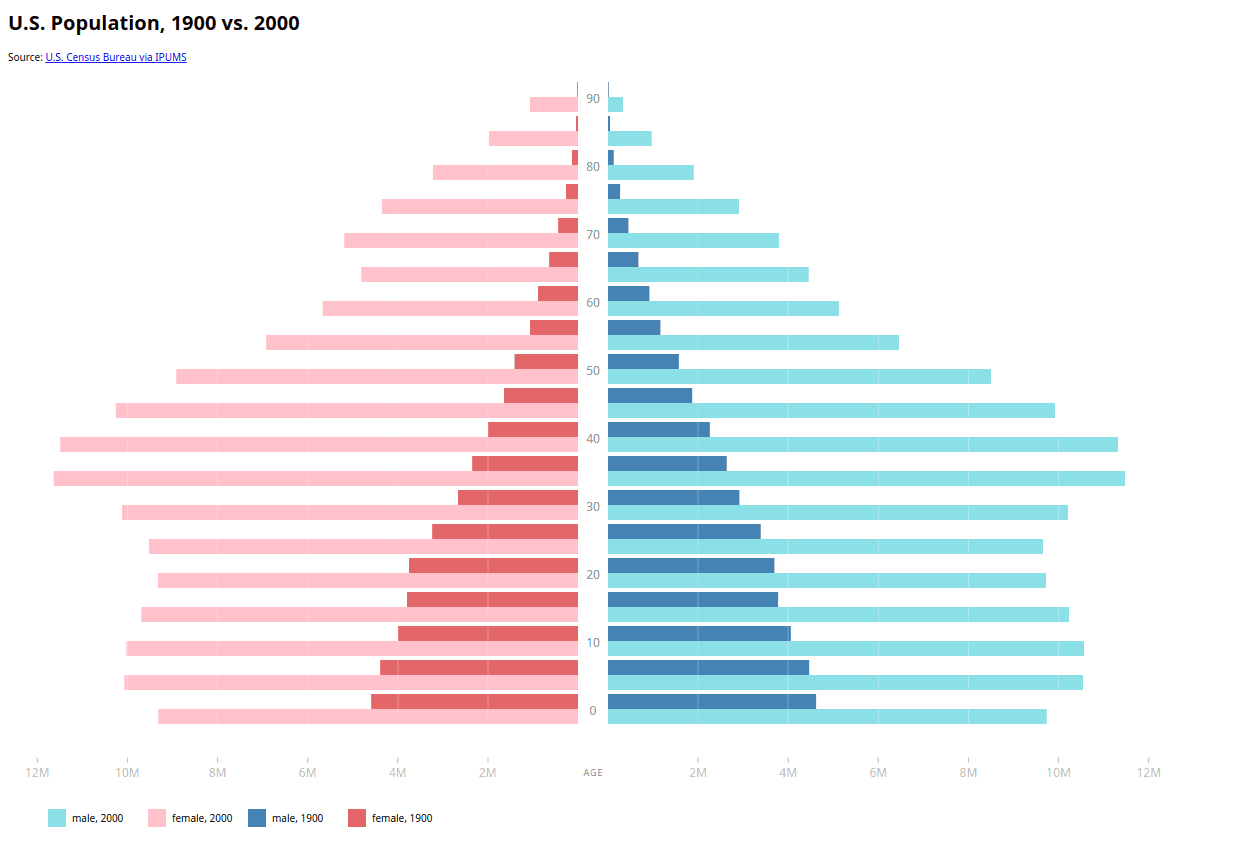 U.S. Population, 1900 vs. 2000
Source: U.S. Census Bureau via IPUMS
90
80
70
60
50
40
30
20
10
0
12M 10M 8M 6M 4M 2M AGE 2M 4M 6M 8M 10M 12M
male, 2000 female, 2000 male, 1900 female, 1900